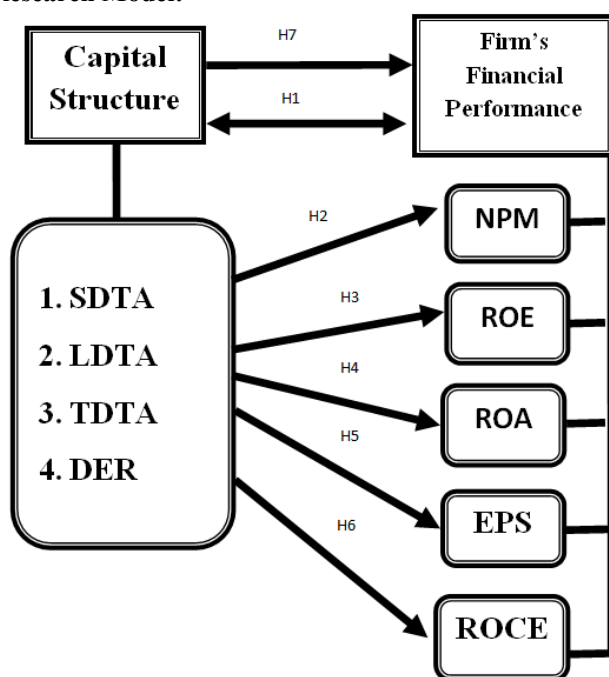 Research Model:
H7
Capital
Structure
Firm's
Financial
Performance
H1
H2
NPM
1. SDTA
2. LDTA
3. TDTA
4. DER
H3
ROE
H4
ROA
H5
EPS
H6
ROCE